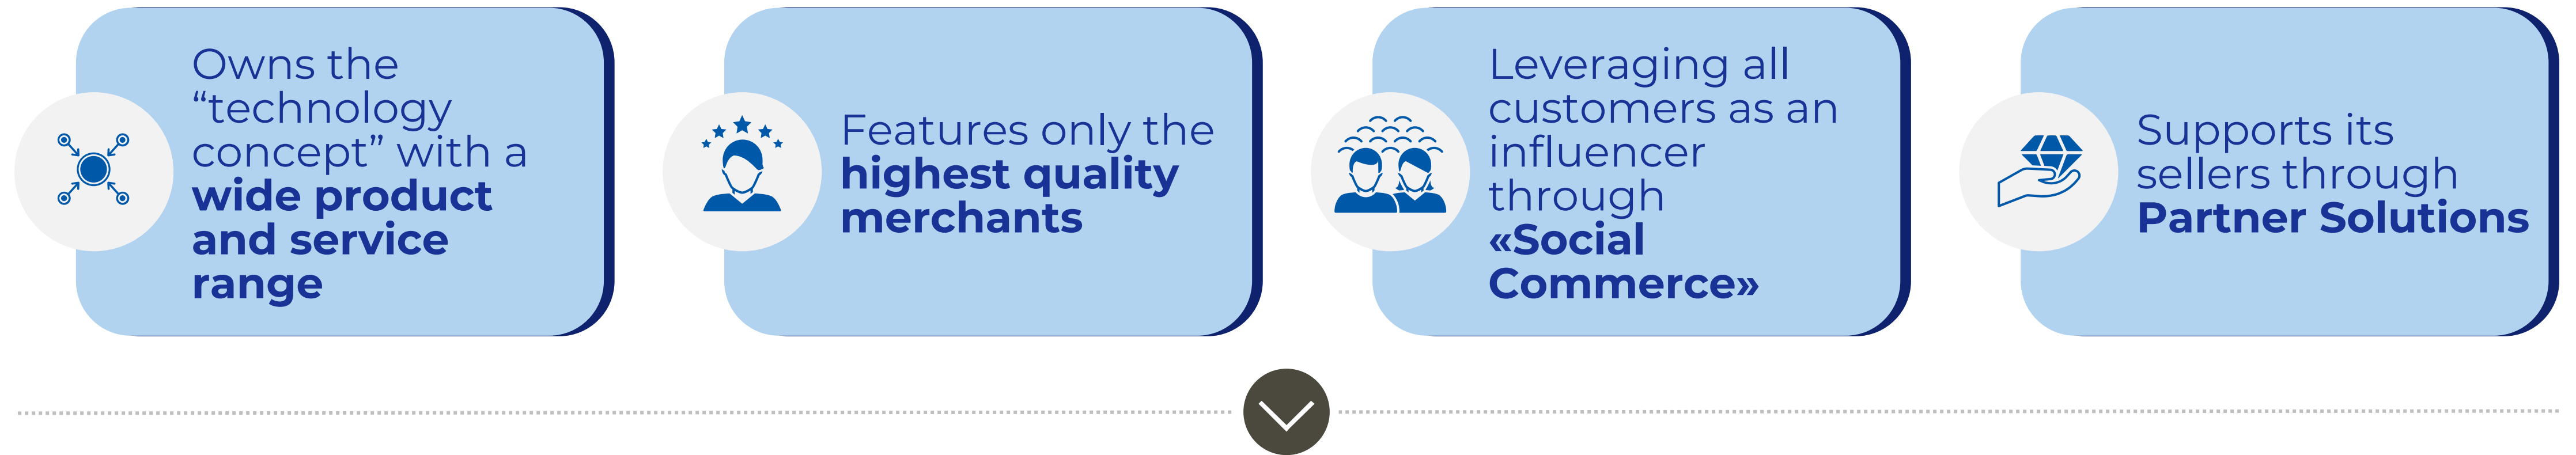 Owns the
“technology
concept” with a
wide product
and service
range
Features only the
highest quality
merchants
Leveraging all
customers as an
influencer
through
«Social
Commerce»
Supports its
sellers through
Partner Solutions